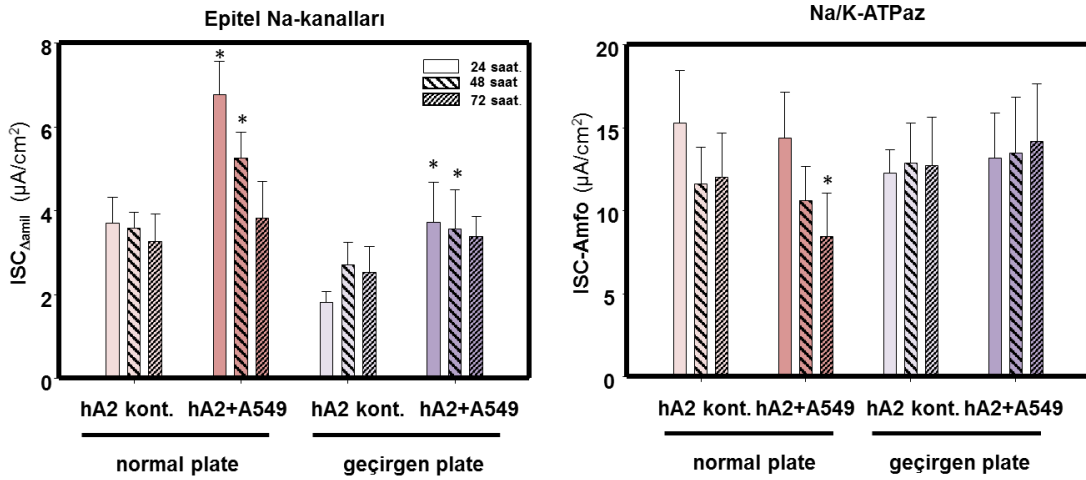 Epitel Na-kanalları
8
6
4
2
0
ISCΔamil (µA/cm²)
24 saat.
48 saat
72 saat.
*
*
*
*
hA2 kont.
hA2+A549
hA2 kont.
hA2+A549
normal plate
geçirgen plate
Na/K-ATPaz
20
15
10
5
0
ISC-Amfo (µA/cm²)
*
hA2 kont.
hA2+A549
hA2 kont.
hA2+A549
normal plate
geçirgen plate